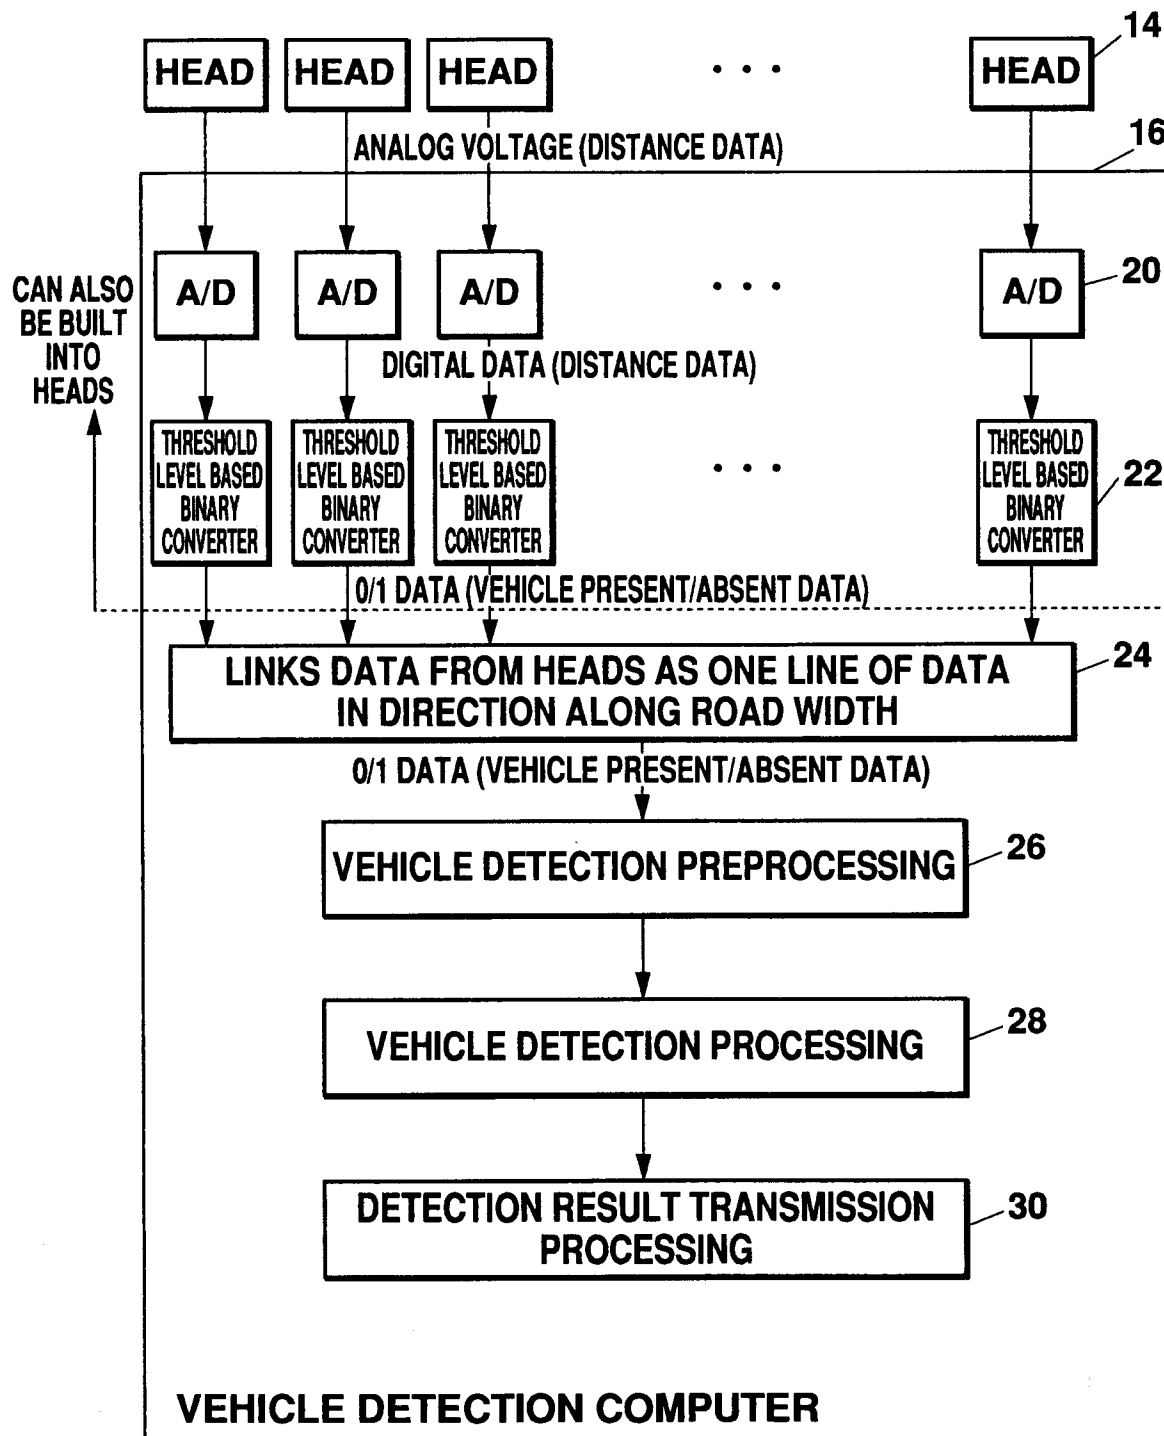 14
HEAD HEAD HEAD • • • HEAD
ANALOG VOLTAGE (DISTANCE DATA)
16
A/D A/D A/D • • • A/D
20
CAN ALSO
BE BUILT
INTO
HEADS
DIGITAL DATA (DISTANCE DATA)
THRESHOLD
LEVEL BASED
BINARY
CONVERTER
THRESHOLD
LEVEL BASED
BINARY
CONVERTER
THRESHOLD
LEVEL BASED
BINARY
CONVERTER
• • •
THRESHOLD
LEVEL BASED
BINARY
CONVERTER
22
0/1 DATA (VEHICLE PRESENT/ABSENT DATA)
LINKS DATA FROM HEADS AS ONE LINE OF DATA
IN DIRECTION ALONG ROAD WIDTH
24
0/1 DATA (VEHICLE PRESENT/ABSENT DATA)
VEHICLE DETECTION PREPROCESSING
26
VEHICLE DETECTION PROCESSING
28
DETECTION RESULT TRANSMISSION
PROCESSING
30
VEHICLE DETECTION COMPUTER